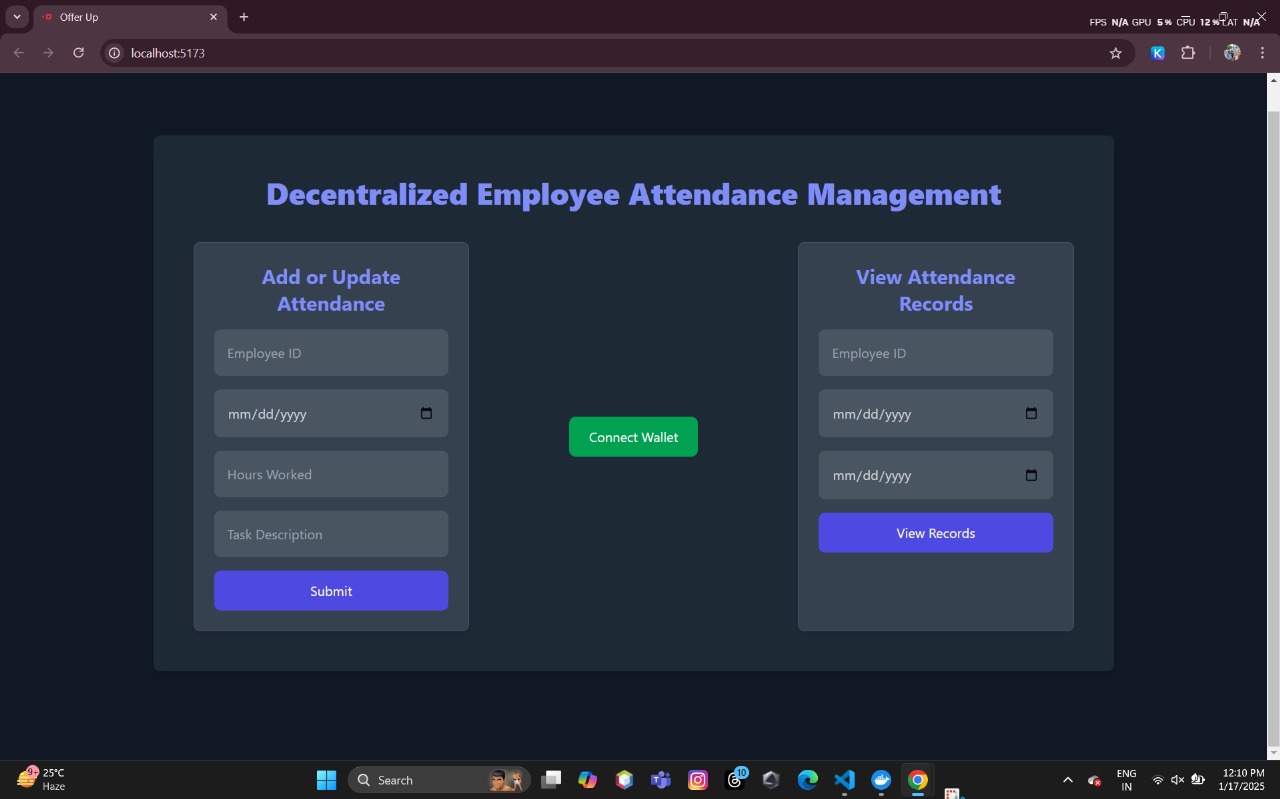 Offer Up
FPS N/A GPU 5% CPU 12% LAT N/A
localhost:5173
K
Decentralized Employee Attendance Management
Add or Update
Attendance
Employee ID
mm/dd/yyyy
Hours Worked
Task Description
Submit
Connect Wallet
View Attendance
Records
Employee ID
mm/dd/yyyy
mm/dd/yyyy
View Records
9+
25°C
Haze
Search
10
ENG
IN
12:10 PM
1/17/2025